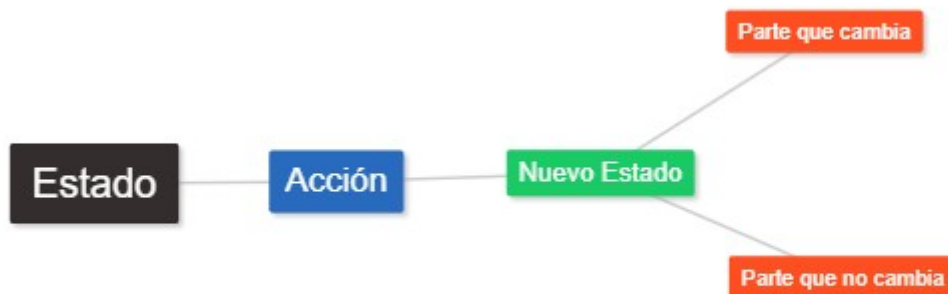 Parte que cambia
Estado
Acción
Nuevo Estado
Parte que no cambia